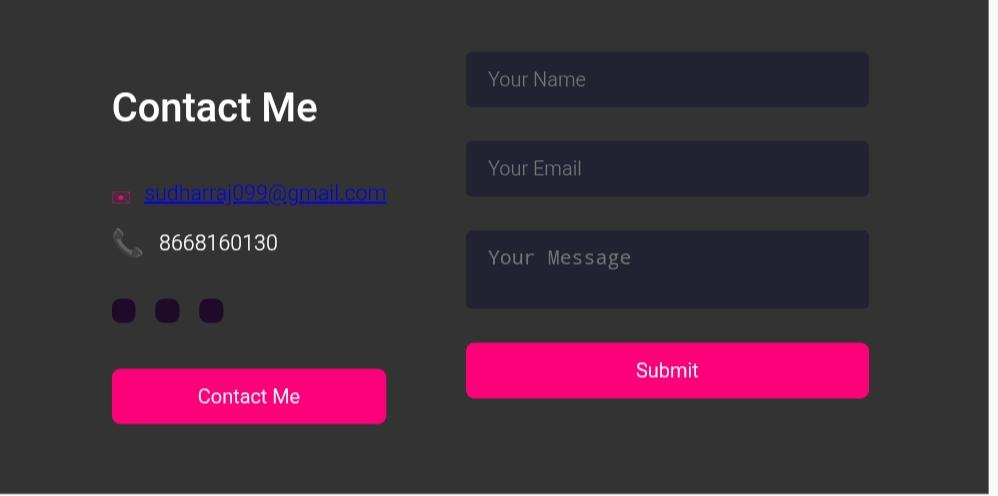 Contact Me
sudharraj099@gmail.com
8668160130
Contact Me
Your Name
Your Email
Your Message
Submit